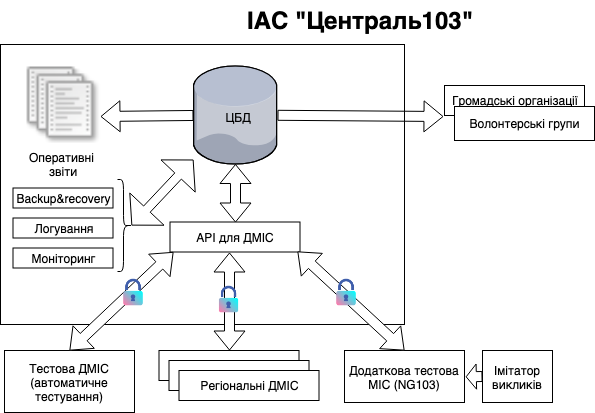 ІАС "Централь103"
ЦБД
Громадські організації
Волонтерські групи
Оперативні
звіти
Backup&recovery
Логування
Моніторинг
АРІ для ДМІС
Тестова ДМІС
(автоматичне
тестування)
Регіональні ДМІС
Додаткова тестова
МІС (NG103)
Імітатор
викликів